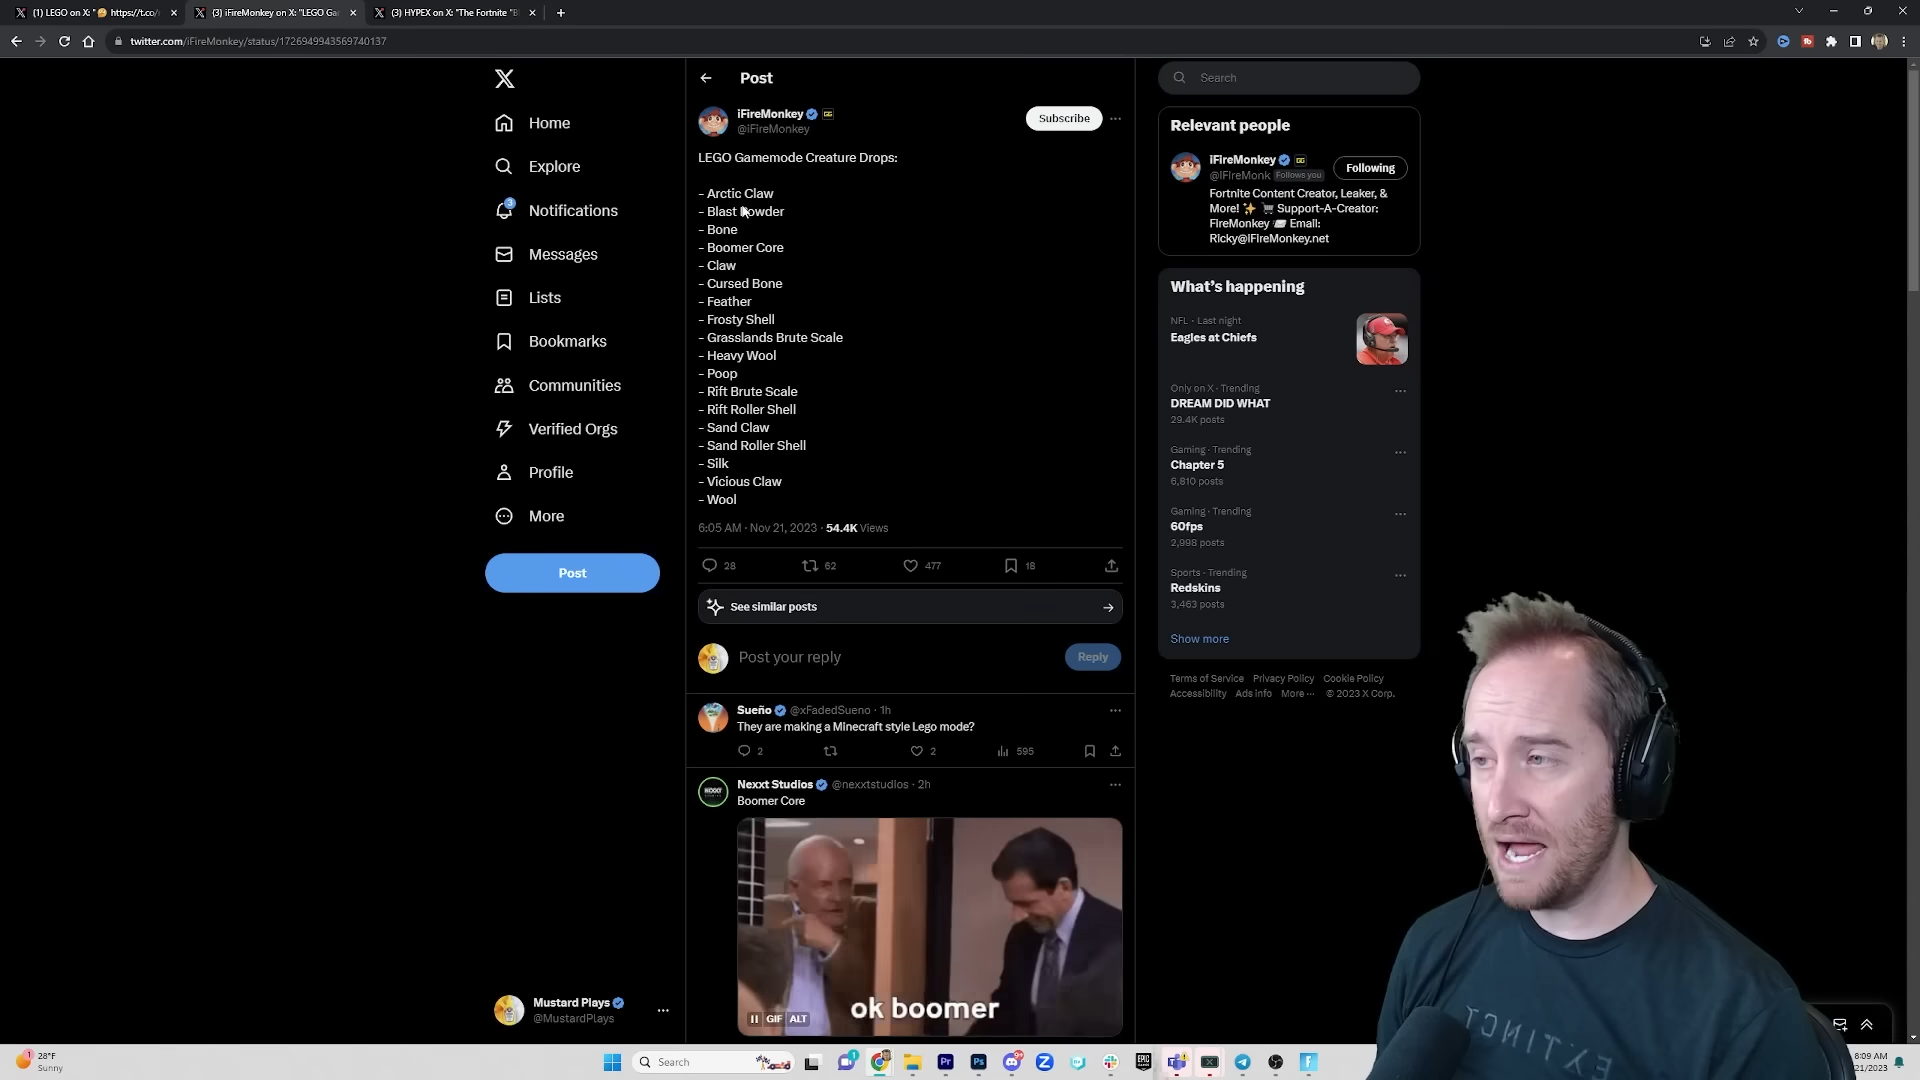 (1) LEGO on X: "🤔 https://t.co/
(3) iFireMonkey on X: "LEGO Ga
(3) HYPEX on X: "The Fortnite "B
twitter.com/iFireMonkey/status/1726949943569740137
Home
Explore
3
Notifications
Messages
Lists
Bookmarks
Communities
Verified Orgs
Profile
More
Post
Mustard Plays
@MustardPlays
Post
iFireMonkey
@iFireMonkey
Subscribe
LEGO Gamemode Creature Drops:
- Arctic Claw
- Blast Powder
- Bone
- Boomer Core
- Claw
- Cursed Bone
- Feather
- Frosty Shell
- Grasslands Brute Scale
- Heavy Wool
- Poop
- Rift Brute Scale
- Rift Roller Shell
- Sand Claw
- Sand Roller Shell
- Silk
- Vicious Claw
- Wool
6:05 AM · Nov 21, 2023 · 54.4K Views
28 62 477 18
See similar posts
Post your reply
Reply
Sueño @xFadedSueno · 1h
They are making a Minecraft style Lego mode?
2 2 595
Nexxt Studios @nexxtstudios · 2h
Boomer Core
ok boomer
GIF ALT
Search
Relevant people
iFireMonkey
@iFireMonk Follows you
Following
Fortnite Content Creator, Leaker, &
More! ✨ 🛒 Support-A-Creator:
FireMonkey 📨 Email:
Ricky@iFireMonkey.net
What's happening
NFL · Last night
Eagles at Chiefs
Only on X · Trending
DREAM DID WHAT
29.4K posts
Gaming · Trending
Chapter 5
6,810 posts
Gaming · Trending
60fps
2,998 posts
Sports · Trending
Redskins
3,463 posts
Show more
Terms of Service Privacy Policy Cookie Policy
Accessibility Ads info More ··· © 2023 X Corp.
EXTINCT
28°F
Sunny
Search
8:09 AM
21/2023